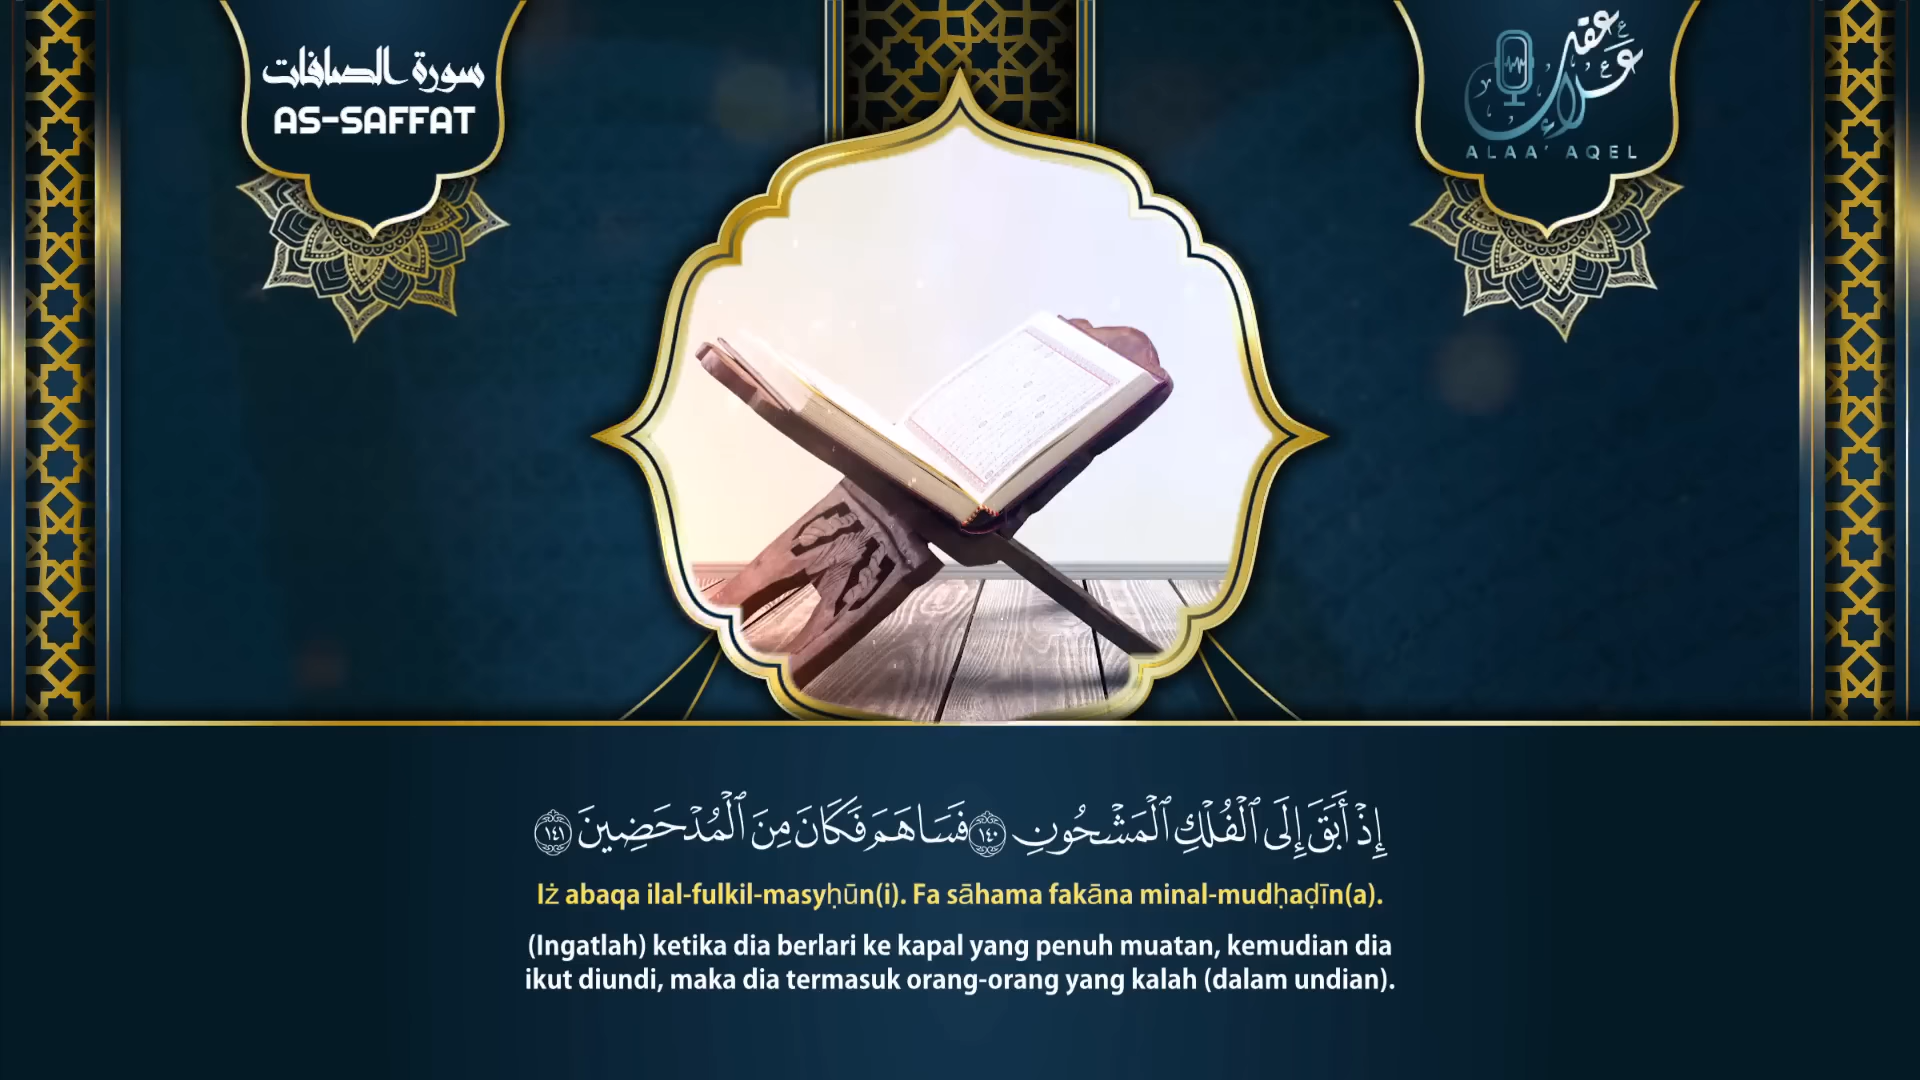 سورة الصافات
AS-SAFFAT
علاء عقل
ALAA' AQEL
إِذْ أَبَقَ إِلَى ٱلْفُلْكِ ٱلْمَشْحُونِ ١٤٠ فَسَاهَمَ فَكَانَ مِنَ ٱلْمُدْحَضِينَ ١٤١
Iż abaqa ilal-fulkil-masyḥūn(i). Fa sāhama fakāna minal-mudḥaḍīn(a).
(Ingatlah) ketika dia berlari ke kapal yang penuh muatan, kemudian dia
ikut diundi, maka dia termasuk orang-orang yang kalah (dalam undian).